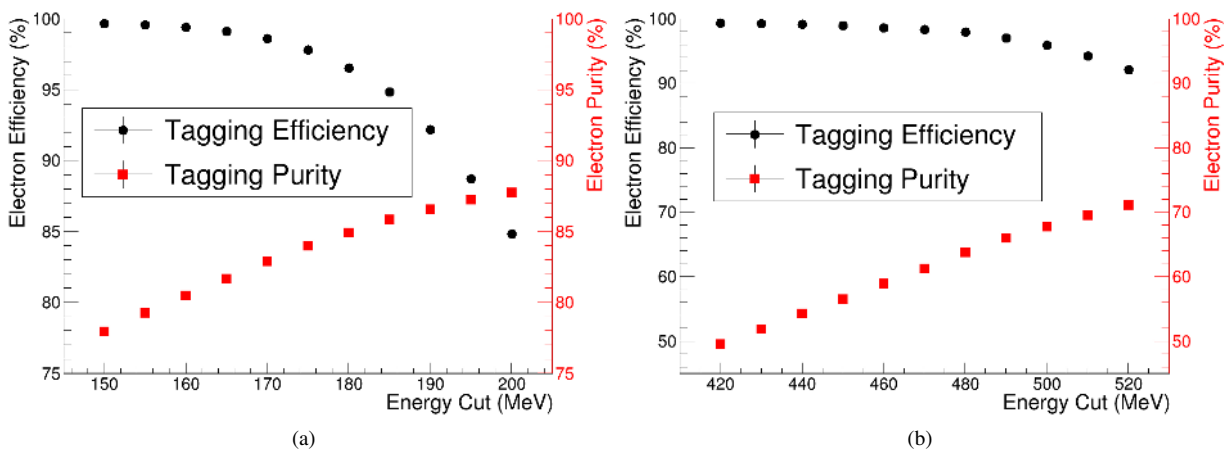 100
95
90
85
80
75
Electron Efficiency (%)
Tagging Efficiency
Tagging Purity
150 160 170 180 190 200
Energy Cut (MeV)
100
95
90
85
80
75
Electron Purity (%)
(a)
100
90
80
70
60
50
Electron Efficiency (%)
Tagging Efficiency
Tagging Purity
420 440 460 480 500 520
Energy Cut (MeV)
100
90
80
70
60
50
Electron Purity (%)
(b)